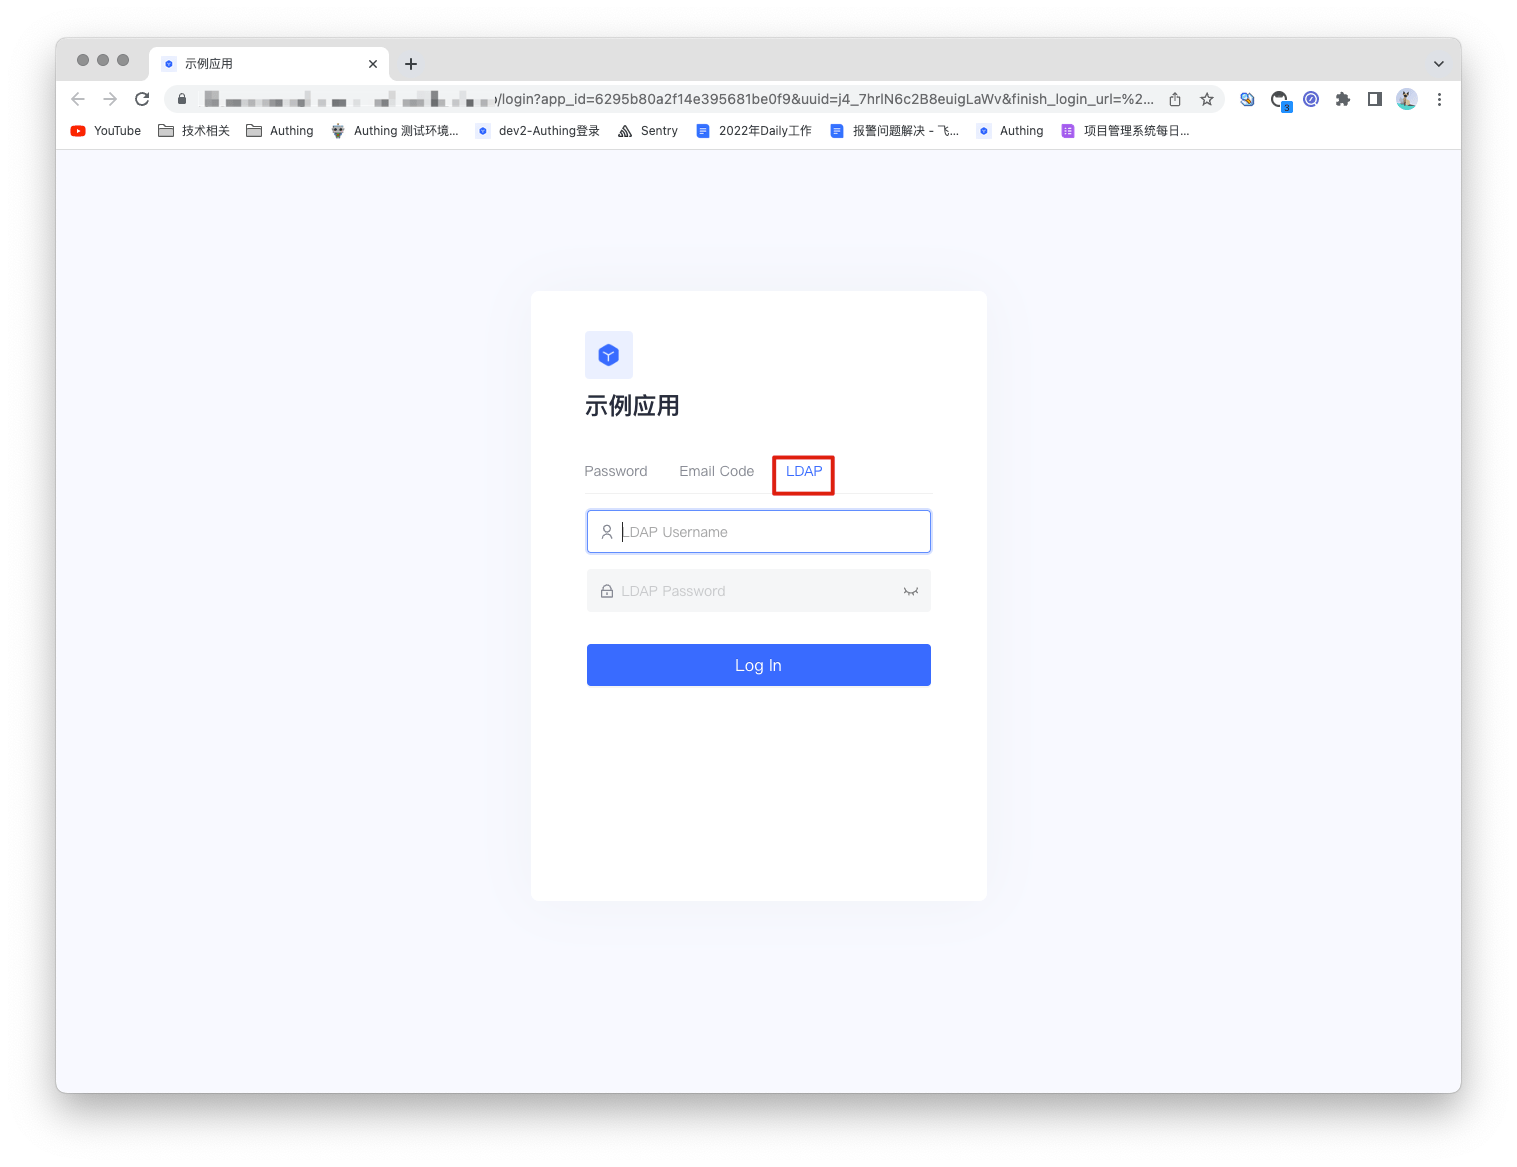 示例应用
/login?app_id=6295b80a2f14e395681be0f9&uuid=j4_7hrlN6c2B8euigLaWv&finish_login_url=%2...
3
YouTube 技术相关 Authing Authing 测试环境... dev2-Authing登录 Sentry 2022年Daily工作 报警问题解决 - 飞... Authing 项目管理系统每日...
示例应用
Password Email Code LDAP
LDAP Username
LDAP Password
Log In